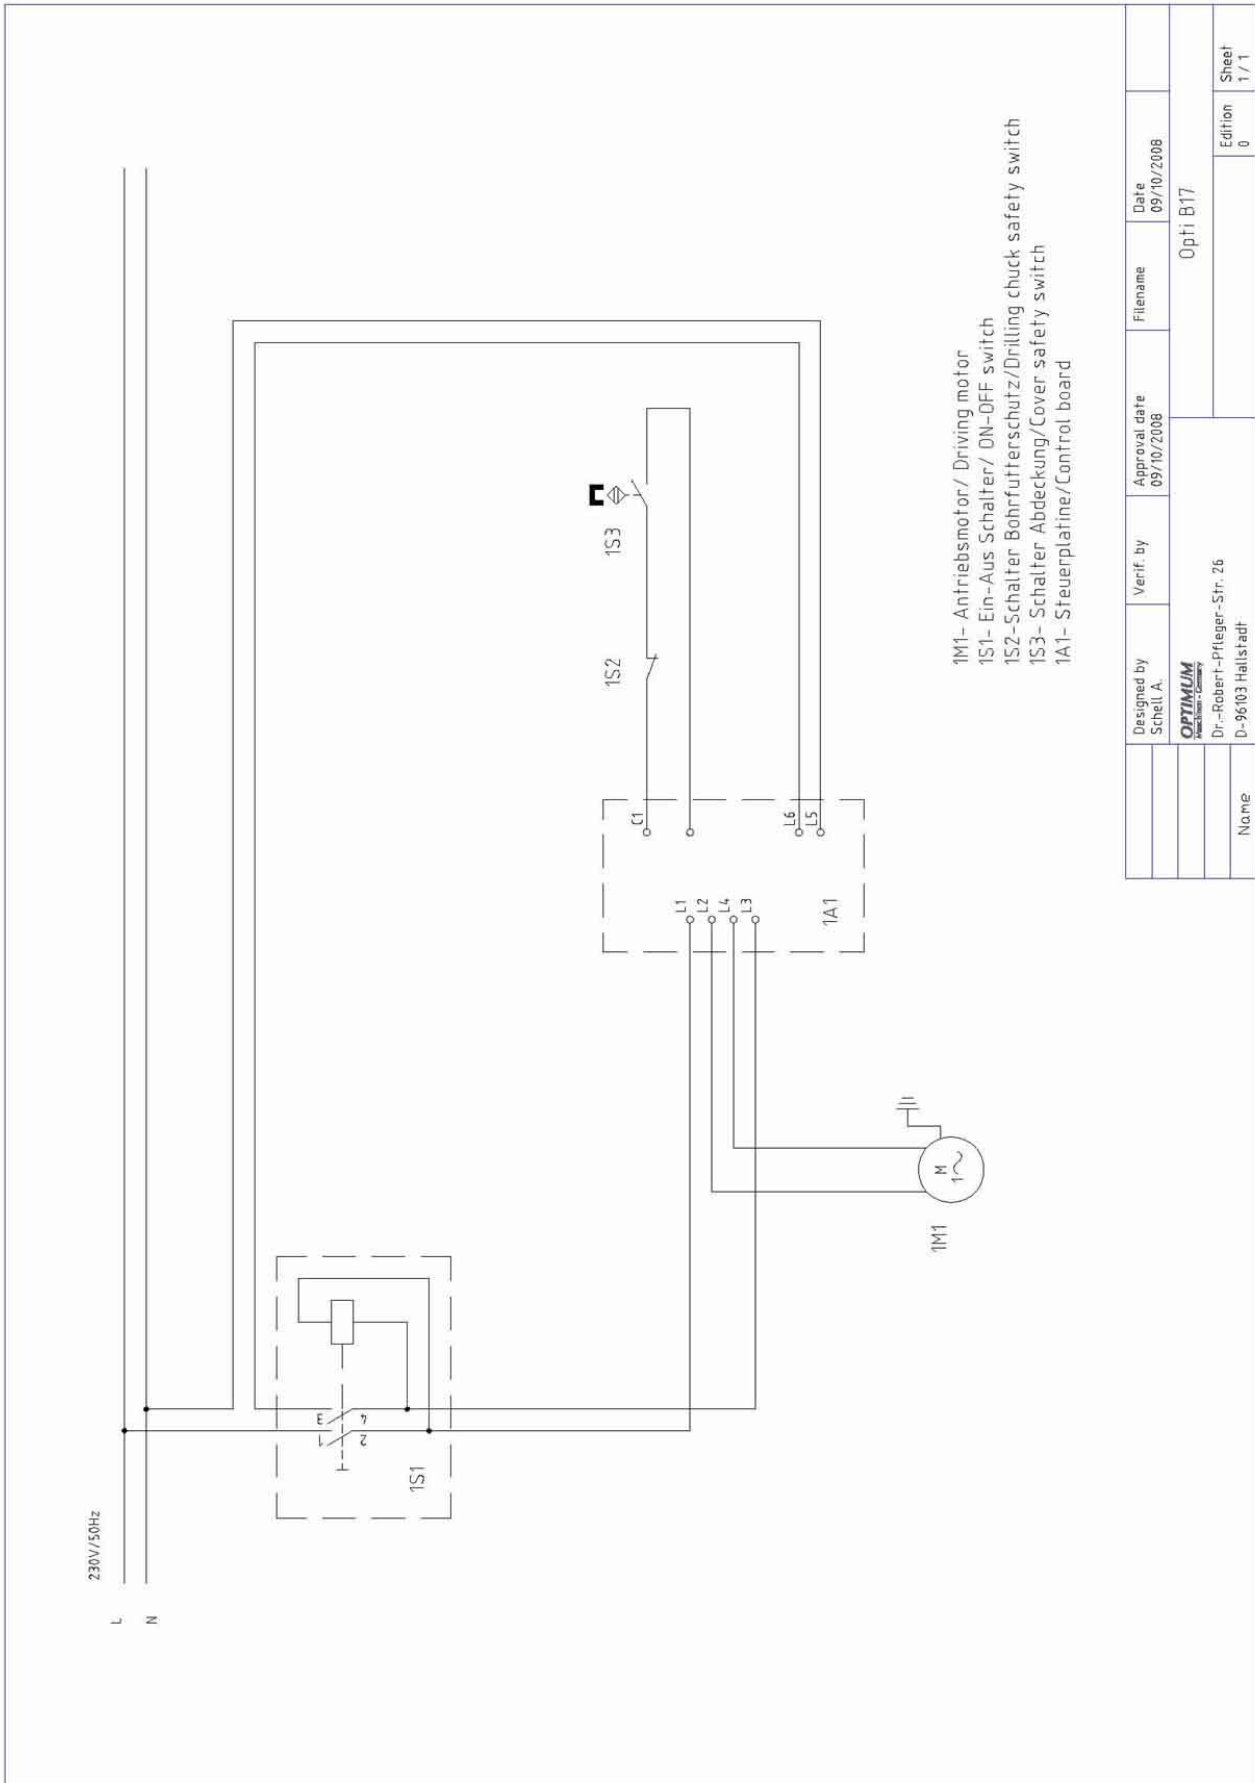 230V/50Hz
L
N
1
3
2
4
1S1
M
1~
1M1
L1
L2
L4
L3
1A1
C1
L6
L5
1S2
1S3
1M1- Antriebsmotor/ Driving motor
1S1- Ein-Aus Schalter/ ON-OFF switch
1S2-Schalter Bohrfutterschutz/Drilling chuck safety switch
1S3- Schalter Abdeckung/Cover safety switch
1A1- Steuerplatine/Control board
Designed by
Schell A.
Verif. by
Approval date
09/10/2008
Filename
Date
09/10/2008
OPTIMUM
Maschinen - Germany
Dr.-Robert-Pfleger-Str. 26
D-96103 Hallstadt
Opti B17
Edition
0
Sheet
1 / 1
Name